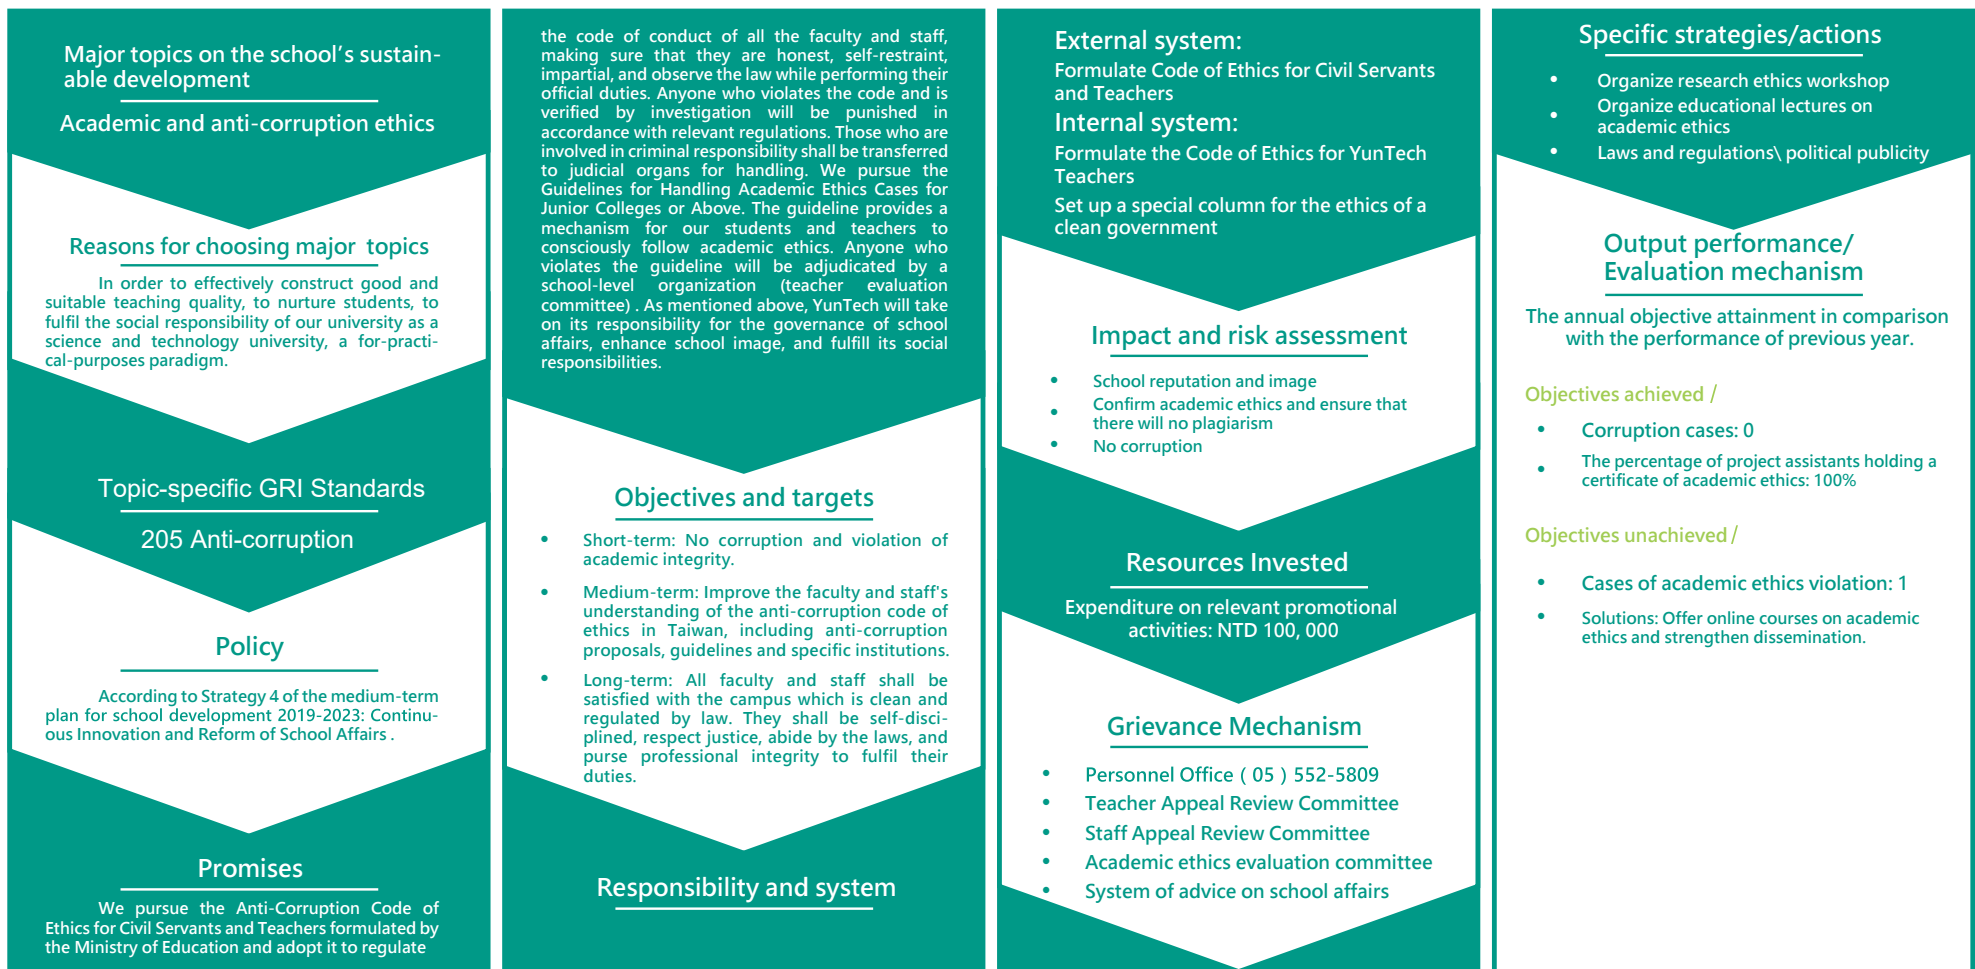 Major topics on the school’s sustain-
able development
Academic and anti-corruption ethics
Reasons for choosing major topics
In order to effectively construct good and
suitable teaching quality, to nurture students, to
fulfil the social responsibility of our university as a
science and technology university, a for-practi-
cal-purposes paradigm.
Topic-specific GRI Standards
205 Anti-corruption
Policy
According to Strategy 4 of the medium-term
plan for school development 2019-2023: Continu-
ous Innovation and Reform of School Affairs .
Promises
We pursue the Anti-Corruption Code of
Ethics for Civil Servants and Teachers formulated by
the Ministry of Education and adopt it to regulate
the code of conduct of all the faculty and staff,
making sure that they are honest, self-restraint,
impartial, and observe the law while performing their
official duties. Anyone who violates the code and is
verified by investigation will be punished in
accordance with relevant regulations. Those who are
involved in criminal responsibility shall be transferred
to judicial organs for handling. We pursue the
Guidelines for Handling Academic Ethics Cases for
Junior Colleges or Above. The guideline provides a
mechanism for our students and teachers to
consciously follow academic ethics. Anyone who
violates the guideline will be adjudicated by a
school-level organization (teacher evaluation
committee) . As mentioned above, YunTech will take
on its responsibility for the governance of school
affairs, enhance school image, and fulfill its social
responsibilities.
Objectives and targets
• Short-term: No corruption and violation of
academic integrity.
• Medium-term: Improve the faculty and staff's
understanding of the anti-corruption code of
ethics in Taiwan, including anti-corruption
proposals, guidelines and specific institutions.
• Long-term: All faculty and staff shall be
satisfied with the campus which is clean and
regulated by law. They shall be self-disci-
plined, respect justice, abide by the laws, and
purse professional integrity to fulfil their
duties.
Responsibility and system
External system:
Formulate Code of Ethics for Civil Servants
and Teachers
Internal system:
Formulate the Code of Ethics for YunTech
Teachers
Set up a special column for the ethics of a
clean government
Impact and risk assessment
• School reputation and image
• Confirm academic ethics and ensure that
there will no plagiarism
• No corruption
Resources Invested
Expenditure on relevant promotional
activities: NTD 100, 000
Grievance Mechanism
• Personnel Office ( 05 ) 552-5809
• Teacher Appeal Review Committee
• Staff Appeal Review Committee
• Academic ethics evaluation committee
• System of advice on school affairs
Specific strategies/actions
• Organize research ethics workshop
• Organize educational lectures on
academic ethics
• Laws and regulations\ political publicity
Output performance/
Evaluation mechanism
The annual objective attainment in comparison
with the performance of previous year.
Objectives achieved /
• Corruption cases: 0
• The percentage of project assistants holding a
certificate of academic ethics: 100%
Objectives unachieved /
• Cases of academic ethics violation: 1
• Solutions: Offer online courses on academic
ethics and strengthen dissemination.